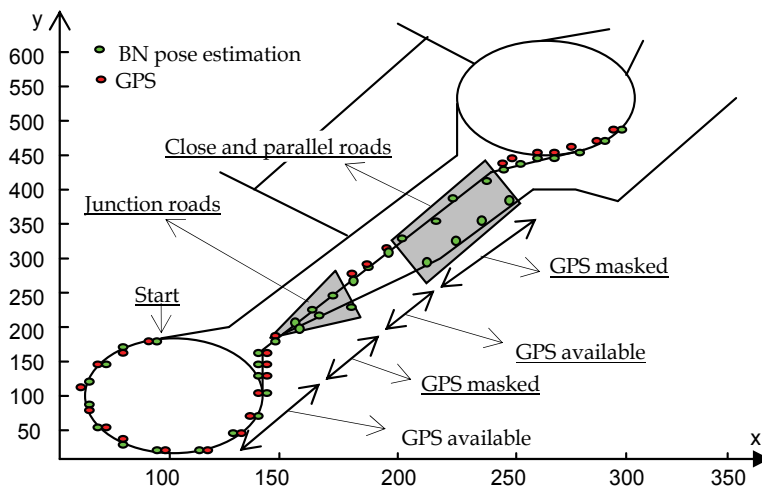 y
600
550
500
450
400
350
300
250
200
150
100
50
BN pose estimation
GPS
Close and parallel roads
Junction roads
Start
GPS masked
GPS available
GPS masked
GPS available
x
100 150 200 250 300 350